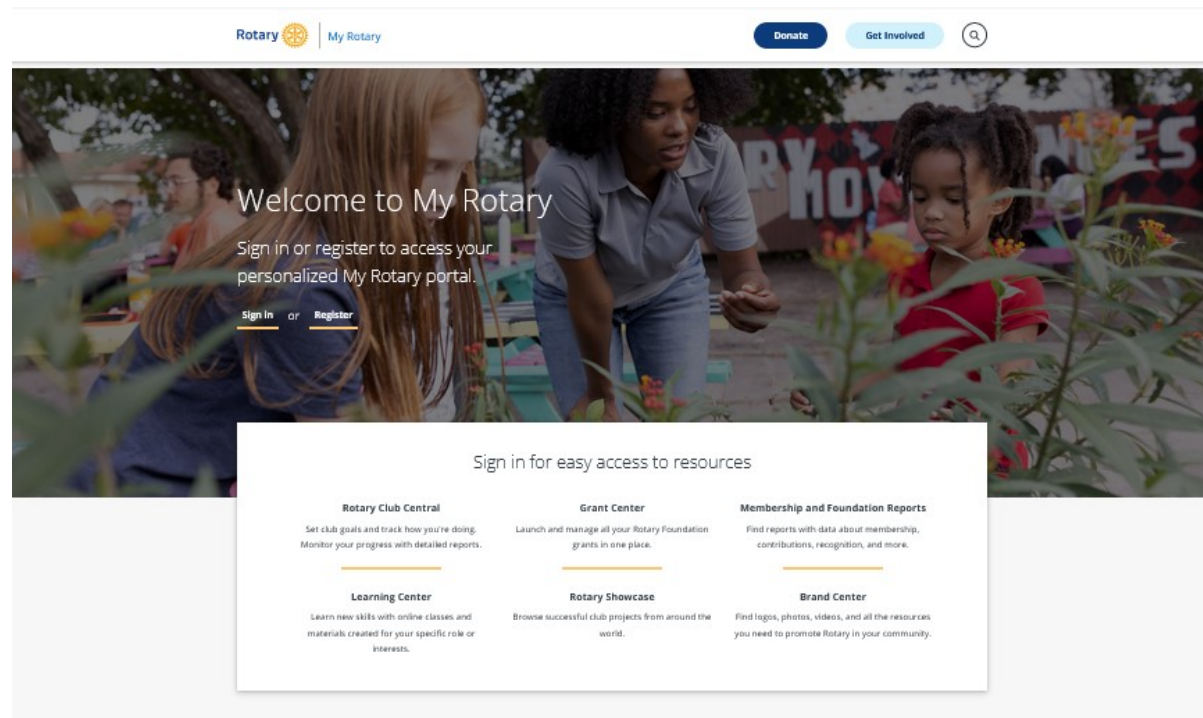 Rotary
My Rotary
Donate
Get Involved
Welcome to My Rotary
Sign in or register to access your
personalized My Rotary portal.
Sign in or Register
Sign in for easy access to resources
Rotary Club Central
Set club goals and track how you're doing.
Monitor your progress with detailed reports.
Grant Center
Launch and manage all your Rotary Foundation
grants in one place.
Membership and Foundation Reports
Find reports with data about membership,
contributions, recognition, and more.
Learning Center
Learn new skills with online classes and
materials created for your specific role or
interests.
Rotary Showcase
Browse successful club projects from around the
world.
Brand Center
Find logos, photos, videos, and all the resources
you need to promote Rotary in your community.